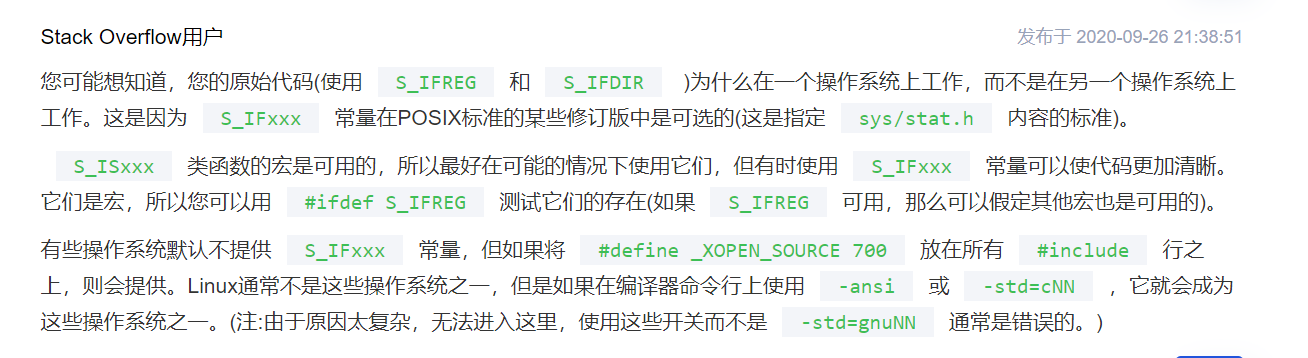 Stack Overflow用户
发布于 2020-09-26 21:38:51
您可能想知道，您的原始代码(使用 S_IFREG 和 S_IFDIR )为什么在一个操作系统上工作，而不是在另一个操作系统上
工作。这是因为 S_IFxxx 常量在POSIX标准的某些修订版中是可选的(这是指定 sys/stat.h 内容的标准)。
S_ISxxx 类函数的宏是可用的，所以最好在可能的情况下使用它们，但有时使用 S_IFxxx 常量可以使代码更加清晰。
它们是宏，所以您可以用 #ifdef S_IFREG 测试它们的存在(如果 S_IFREG 可用，那么可以假定其他宏也是可用的)。
有些操作系统默认不提供 S_IFxxx 常量，但如果将 #define _XOPEN_SOURCE 700 放在所有 #include 行之
上，则会提供。Linux通常不是这些操作系统之一，但是如果在编译器命令行上使用 -ansi 或 -std=cNN ，它就会成为
这些操作系统之一。(注:由于原因太复杂，无法进入这里，使用这些开关而不是 -std=gnuNN 通常是错误的。)